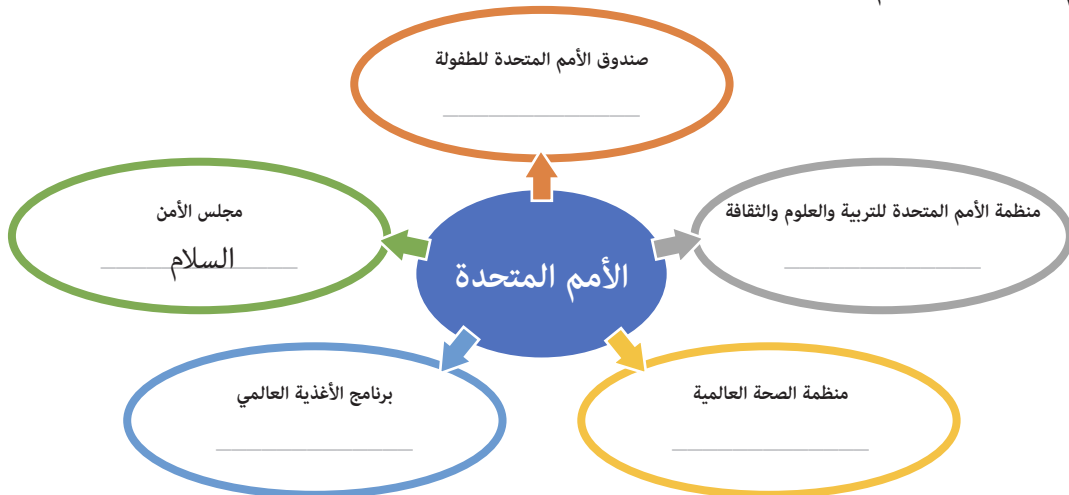 صندوق الأمم المتحدة للطفولة
منظمة الأمم المتحدة للتربية والعلوم والثقافة
مجلس الأمن
السلام
الأمم المتحدة
منظمة الصحة العالمية
برنامج الأغذية العالمي